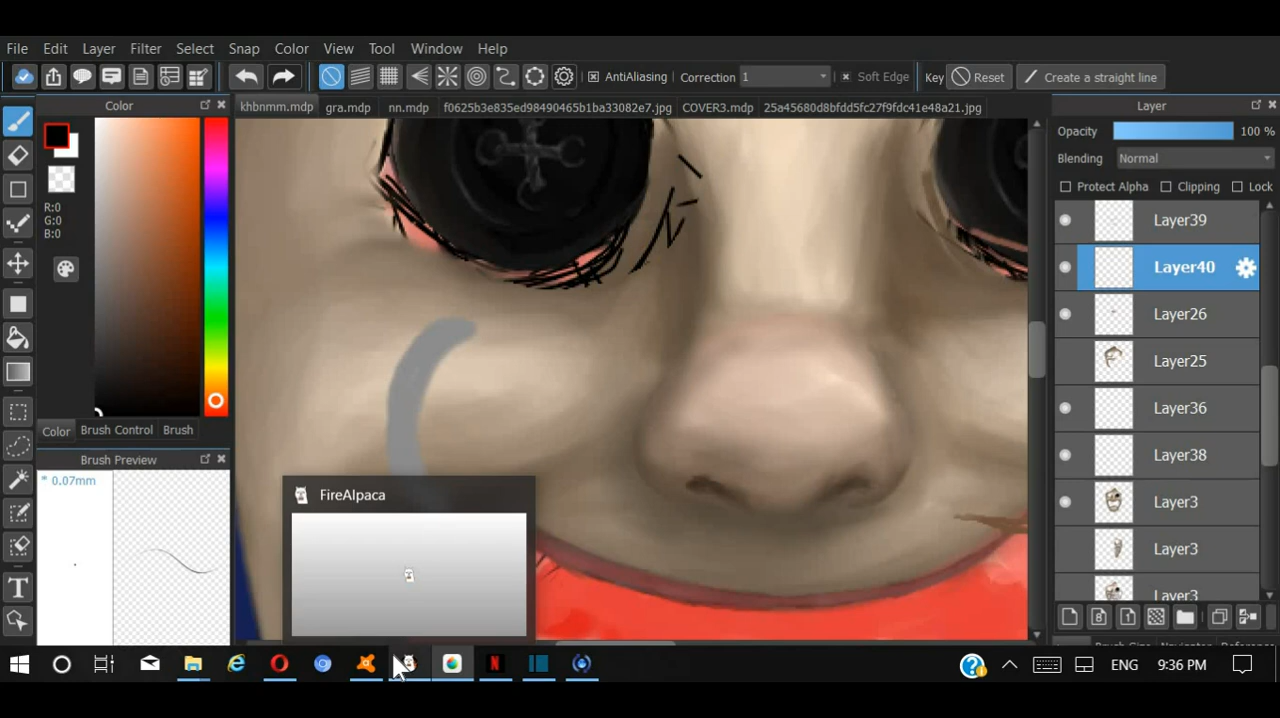 File Edit Layer Filter Select Snap Color View Tool Window Help
AntiAliasing Correction 1 Soft Edge Key Reset Create a straight line
Color
khbnmm.mdp gra.mdp nn.mdp f0625b3e835ed98490465b1ba33082e7.jpg COVER3.mdp 25a45680d8bfdd5fc27f9fdc41e48a21.jpg
Layer
Opacity 100 %
Blending Normal
Protect Alpha Clipping Lock
R:0
G:0
B:0
Layer39
Layer40
Layer26
Layer25
Layer36
Layer38
Layer3
Layer3
Layer3
Color Brush Control Brush
Brush Preview
* 0.07mm
FireAlpaca
T
8
1
N
ENG 9:36 PM